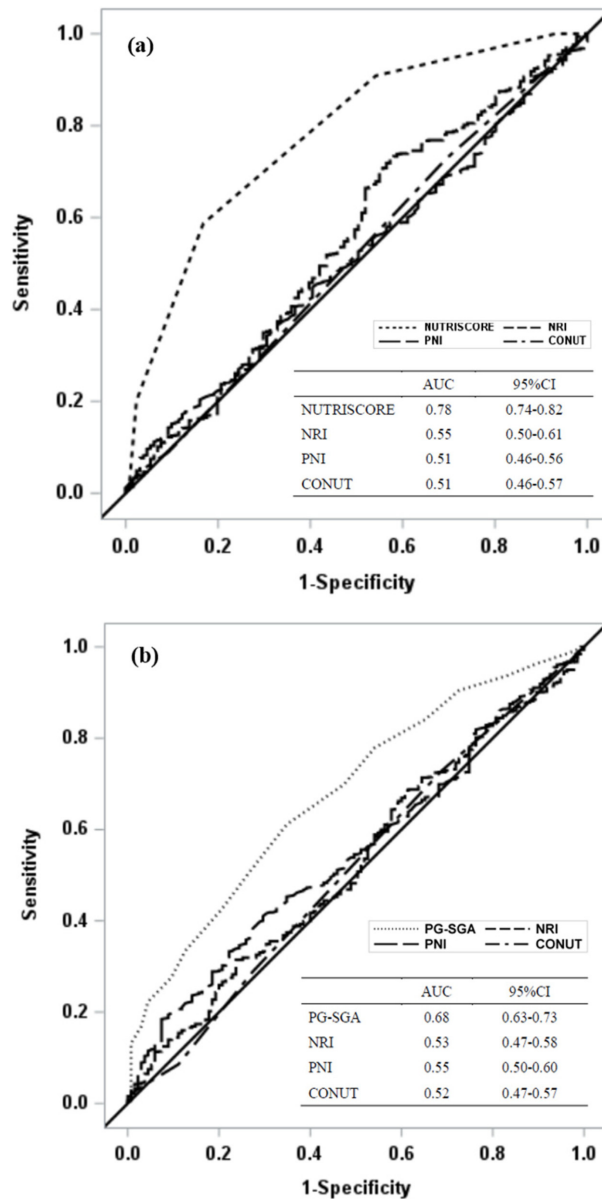 (a)
1.0
0.8
0.6
0.4
0.2
0.0
Sensitivity
NUTRISCORE NRI
PNI CONUT
AUC 95%CI
NUTRISCORE 0.78 0.74-0.82
NRI 0.55 0.50-0.61
PNI 0.51 0.46-0.56
CONUT 0.51 0.46-0.57
0.0 0.2 0.4 0.6 0.8 1.0
1-Specificity
(b)
1.0
0.8
0.6
0.4
0.2
0.0
Sensitivity
PG-SGA NRI
PNI CONUT
AUC 95%CI
PG-SGA 0.68 0.63-0.73
NRI 0.53 0.47-0.58
PNI 0.55 0.50-0.60
CONUT 0.52 0.47-0.57
0.0 0.2 0.4 0.6 0.8 1.0
1-Specificity